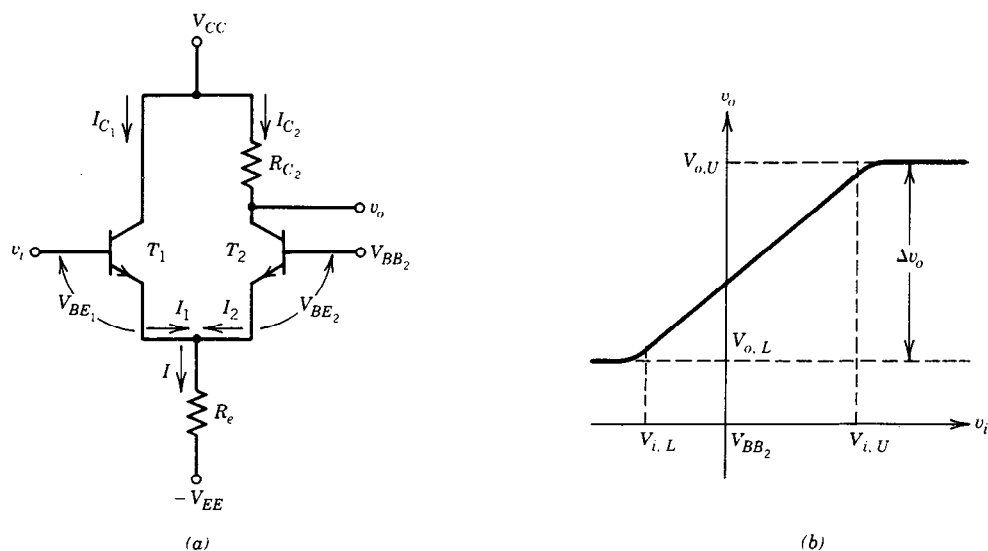 V_CC
I_C1
I_C2
R_C2
v_o
v_i
T_1
T_2
V_BB2
V_BE1
I_1
I_2
V_BE2
I
R_e
−V_EE
(a)
v_o
V_o,U
Δv_o
V_o,L
V_i,L
V_BB2
V_i,U
v_i
(b)